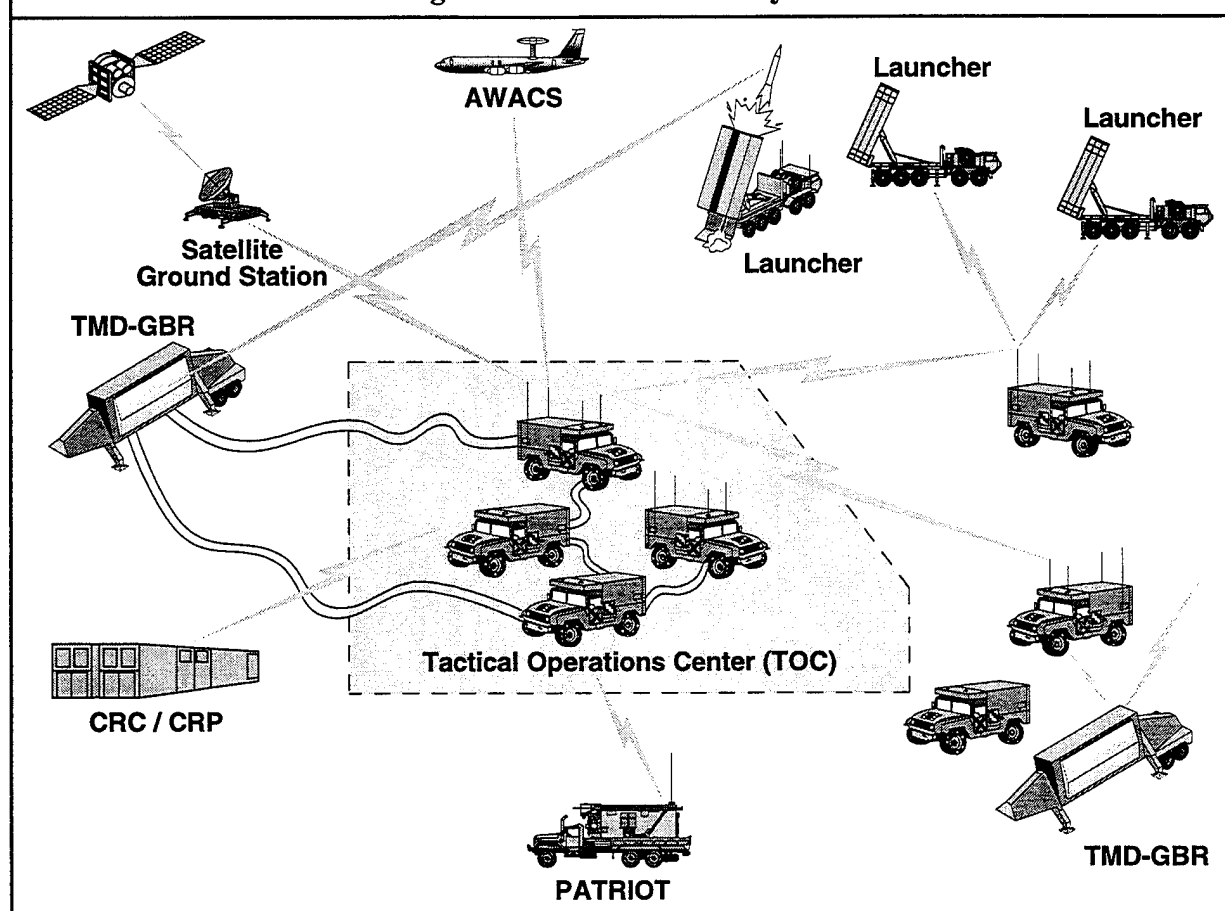 AWACS
Launcher
Launcher
Satellite
Ground Station
Launcher
TMD-GBR
Tactical Operations Center (TOC)
CRC / CRP
TMD-GBR
PATRIOT